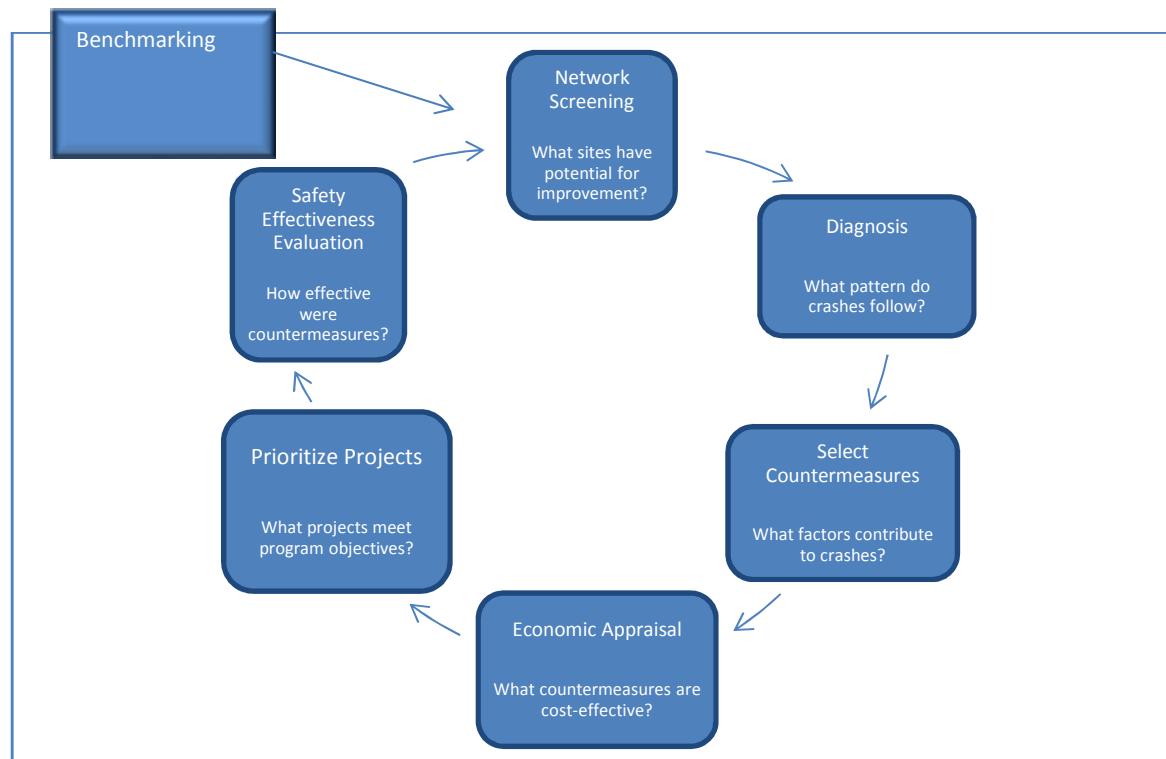 Benchmarking
Network
Screening
What sites have
potential for
improvement?
Diagnosis
What pattern do
crashes follow?
Select
Countermeasures
What factors contribute
to crashes?
Economic Appraisal
What countermeasures are
cost-effective?
Prioritize Projects
What projects meet
program objectives?
Safety
Effectiveness
Evaluation
How effective
were
countermeasures?